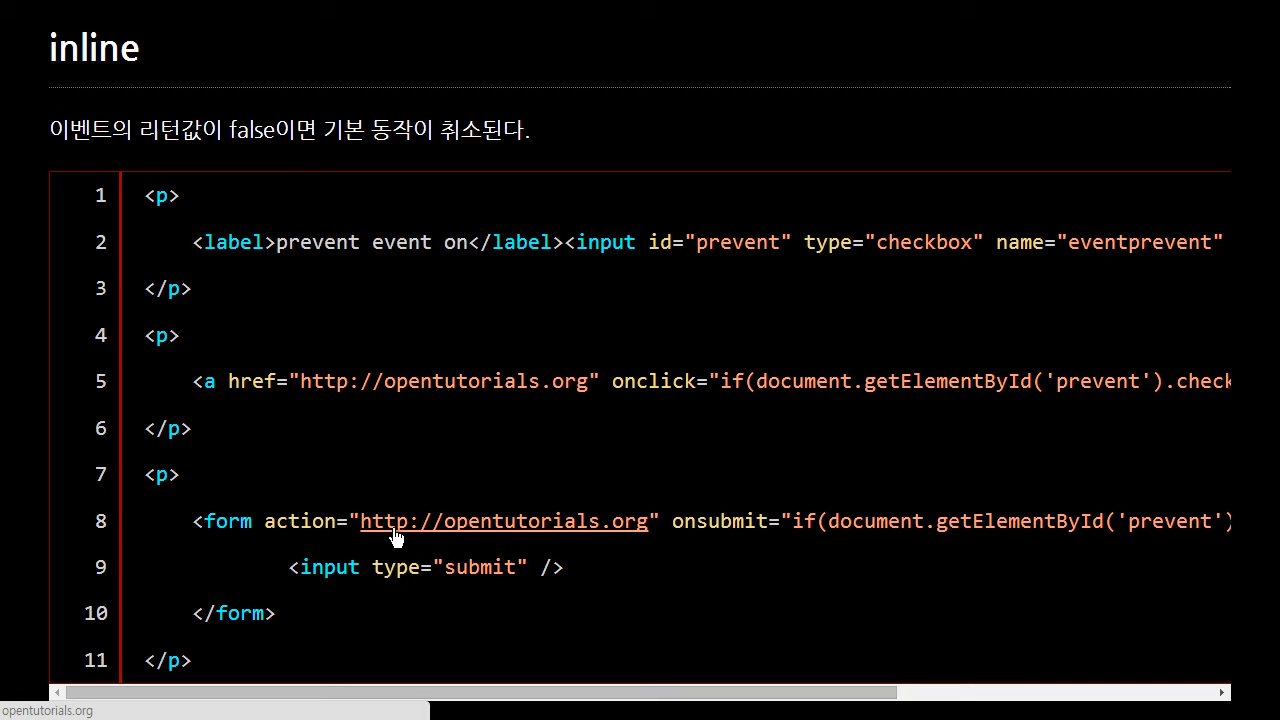 inline
이벤트의 리턴값이 false이면 기본 동작이 취소된다.
1 <p>
2 <label>prevent event on</label><input id="prevent" type="checkbox" name="eventprevent"
3 </p>
4 <p>
5 <a href="http://opentutorials.org" onclick="if(document.getElementById('prevent').check
6 </p>
7 <p>
8 <form action="http://opentutorials.org" onsubmit="if(document.getElementById('prevent')
9 <input type="submit" />
10 </form>
11 </p>
opentutorials.org